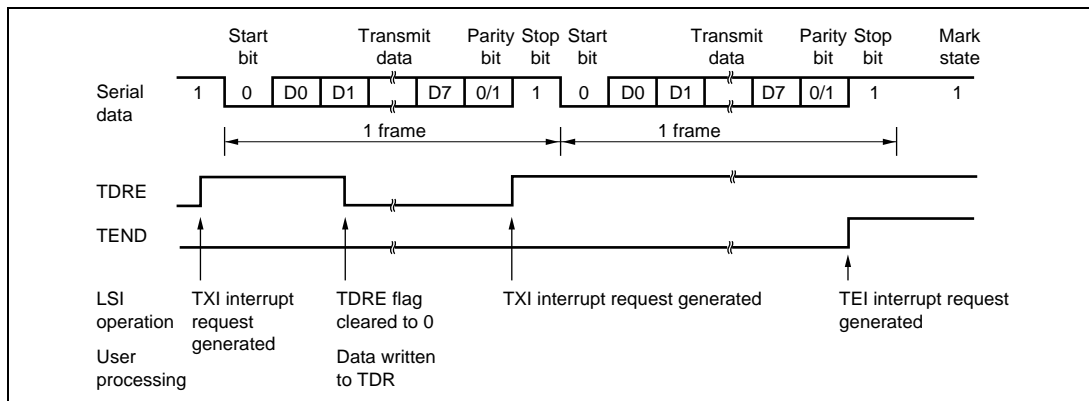 Start bit Transmit data Parity bit Stop bit Start bit Transmit data Parity bit Stop bit Mark state
Serial data 1 0 D0 D1 D7 0/1 1 0 D0 D1 D7 0/1 1 1
1 frame 1 frame
TDRE
TEND
LSI operation TXI interrupt request generated TDRE flag cleared to 0 TXI interrupt request generated TEI interrupt request generated
User processing Data written to TDR